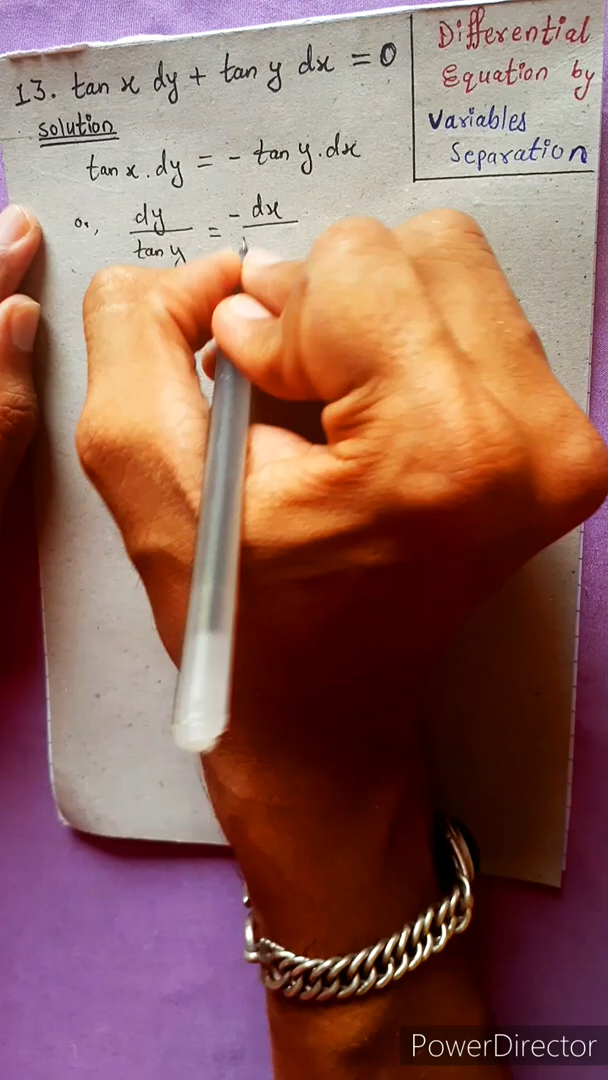 13. tan x dy + tan y dx = 0
Differential
Equation by
Variables
Separation
solution
tan x . dy = - tan y . dx
or, dy/tan y = - dx/
PowerDirector